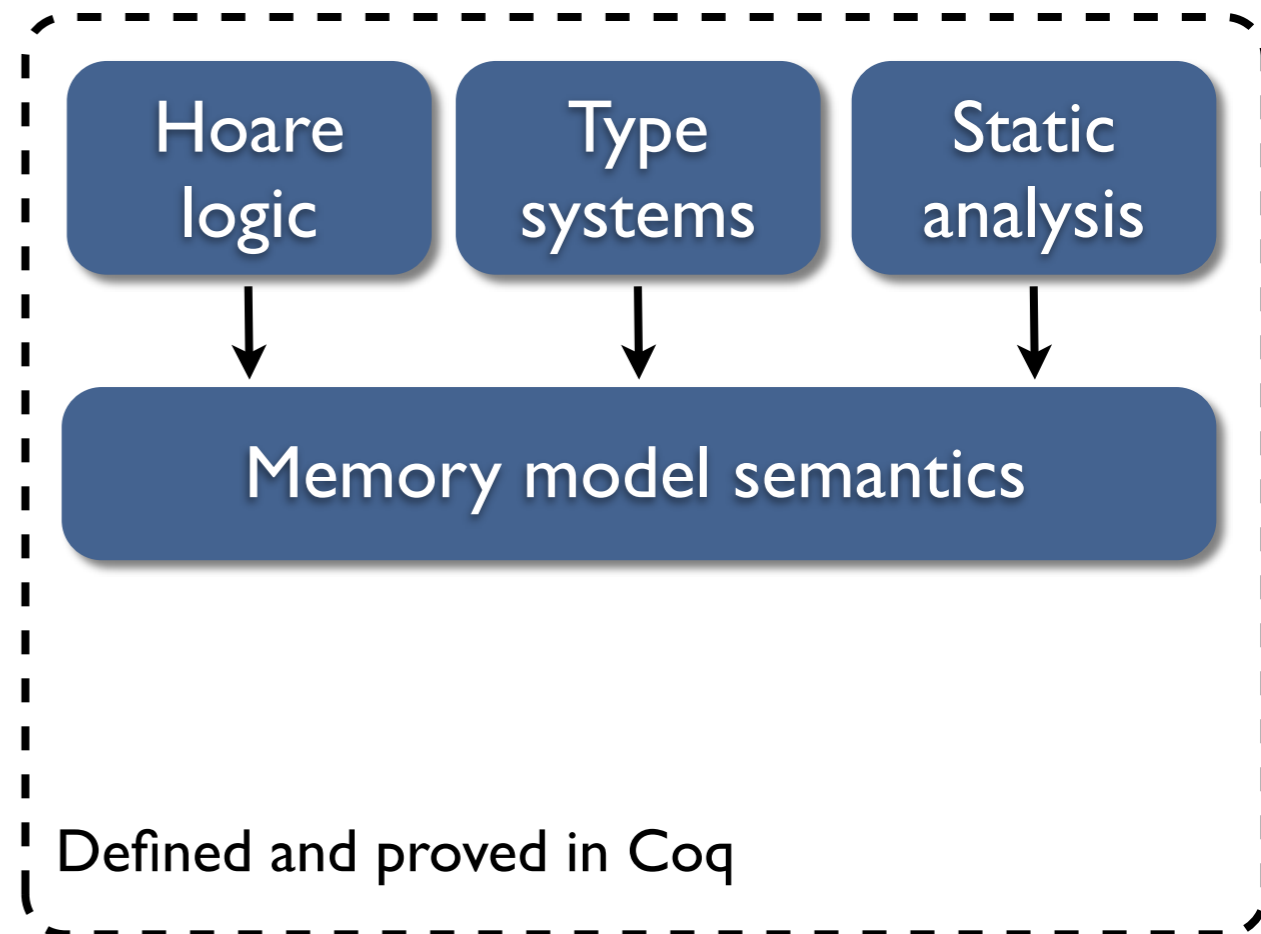 Hoare
logic
Type
systems
Static
analysis
Memory model semantics
Defined and proved in Coq